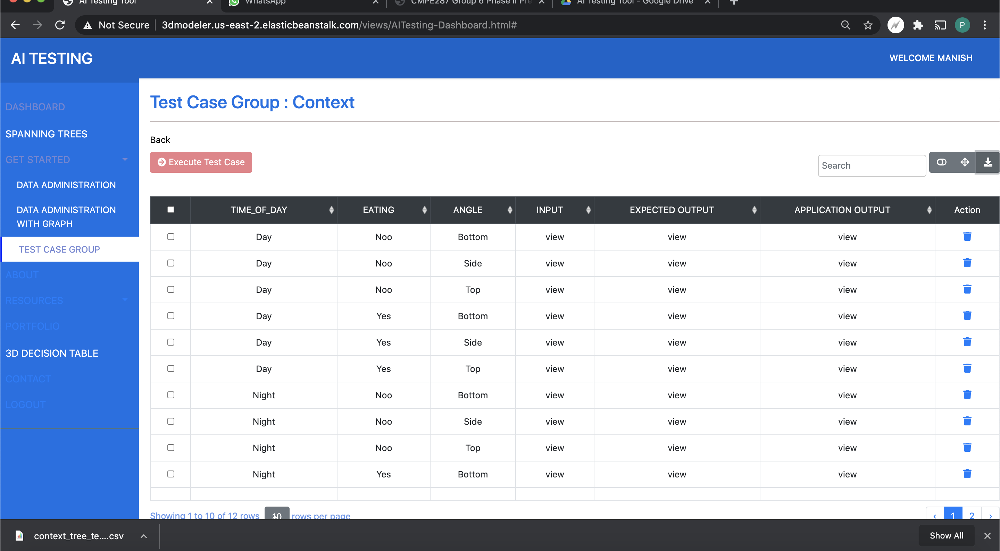 AI Testing Tool
WhatsApp
CMPE287 Group 6 Phase II Pre
AI Testing Tool - Google Drive
Not Secure
3dmodeler.us-east-2.elasticbeanstalk.com/views/AITesting-Dashboard.html#
P
AI TESTING
WELCOME MANISH
DASHBOARD
SPANNING TREES
GET STARTED
DATA ADMINISTRATION
DATA ADMINISTRATION
WITH GRAPH
TEST CASE GROUP
ABOUT
RESOURCES
PORTFOLIO
3D DECISION TABLE
CONTACT
LOGOUT
Test Case Group : Context
Back
Execute Test Case
Search
TIME_OF_DAY EATING ANGLE INPUT EXPECTED OUTPUT APPLICATION OUTPUT Action
Day Noo Bottom view view view
Day Noo Side view view view
Day Noo Top view view view
Day Yes Bottom view view view
Day Yes Side view view view
Day Yes Top view view view
Night Noo Bottom view view view
Night Noo Side view view view
Night Noo Top view view view
Night Yes Bottom view view view
Showing 1 to 10 of 12 rows 10 rows per page
‹ 1 2 ›
context_tree_te....csv
Show All